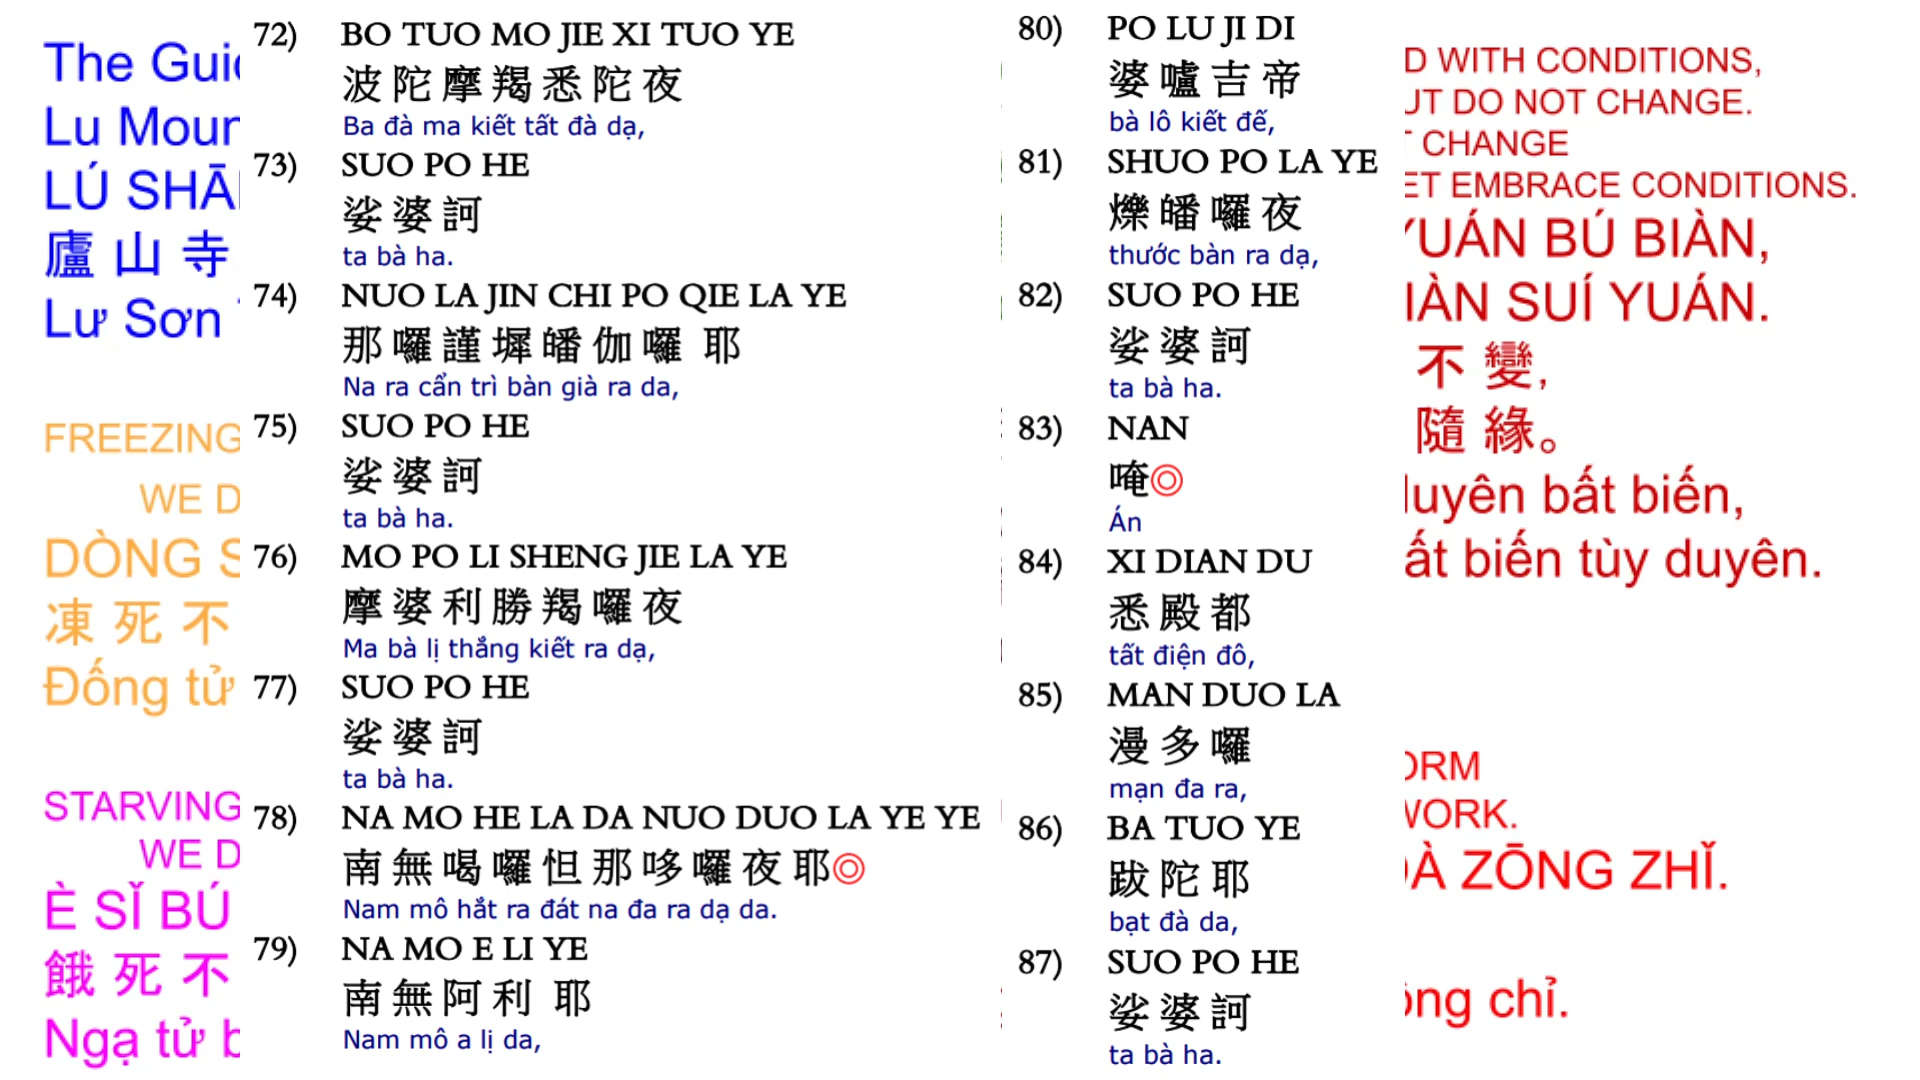 The Guid
Lu Moun
LÚ SHĀ
廬 山 寺
Lư Sơn
FREEZING
WE D
DÒNG S
凍 死 不
Đống tử
STARVING
WE D
È SǏ BÚ
餓 死 不
Ngạ tử b
72) BO TUO MO JIE XI TUO YE
波 陀 摩 羯 悉 陀 夜
Ba đà ma kiết tất đà dạ,
73) SUO PO HE
娑 婆 訶
ta bà ha.
74) NUO LA JIN CHI PO QIE LA YE
那 囉 謹 墀 皤 伽 囉 耶
Na ra cẩn trì bàn già ra da,
75) SUO PO HE
娑 婆 訶
ta bà ha.
76) MO PO LI SHENG JIE LA YE
摩 婆 利 勝 羯 囉 夜
Ma bà lị thắng kiết ra dạ,
77) SUO PO HE
娑 婆 訶
ta bà ha.
78) NA MO HE LA DA NUO DUO LA YE YE
南 無 喝 囉 怛 那 哆 囉 夜 耶◎
Nam mô hắt ra đát na đa ra dạ da.
79) NA MO E LI YE
南 無 阿 利 耶
Nam mô a lị da,
80) PO LU JI DI
婆 嚧 吉 帝
bà lô kiết đế,
81) SHUO PO LA YE
爍 皤 囉 夜
thước bàn ra dạ,
82) SUO PO HE
娑 婆 訶
ta bà ha.
83) NAN
唵◎
Án
84) XI DIAN DU
悉 殿 都
tất điện đô,
85) MAN DUO LA
漫 多 囉
mạn đa ra,
86) BA TUO YE
跋 陀 耶
bạt đà da,
87) SUO PO HE
娑 婆 訶
ta bà ha.
D WITH CONDITIONS,
UT DO NOT CHANGE.
CHANGE
ET EMBRACE CONDITIONS.
YUÁN BÚ BIÀN,
IÀN SUÍ YUÁN.
不 變,
隨 緣。
duyên bất biến,
ất biến tùy duyên.
ORM
WORK.
DÀ ZŌNG ZHǏ.
ông chỉ.